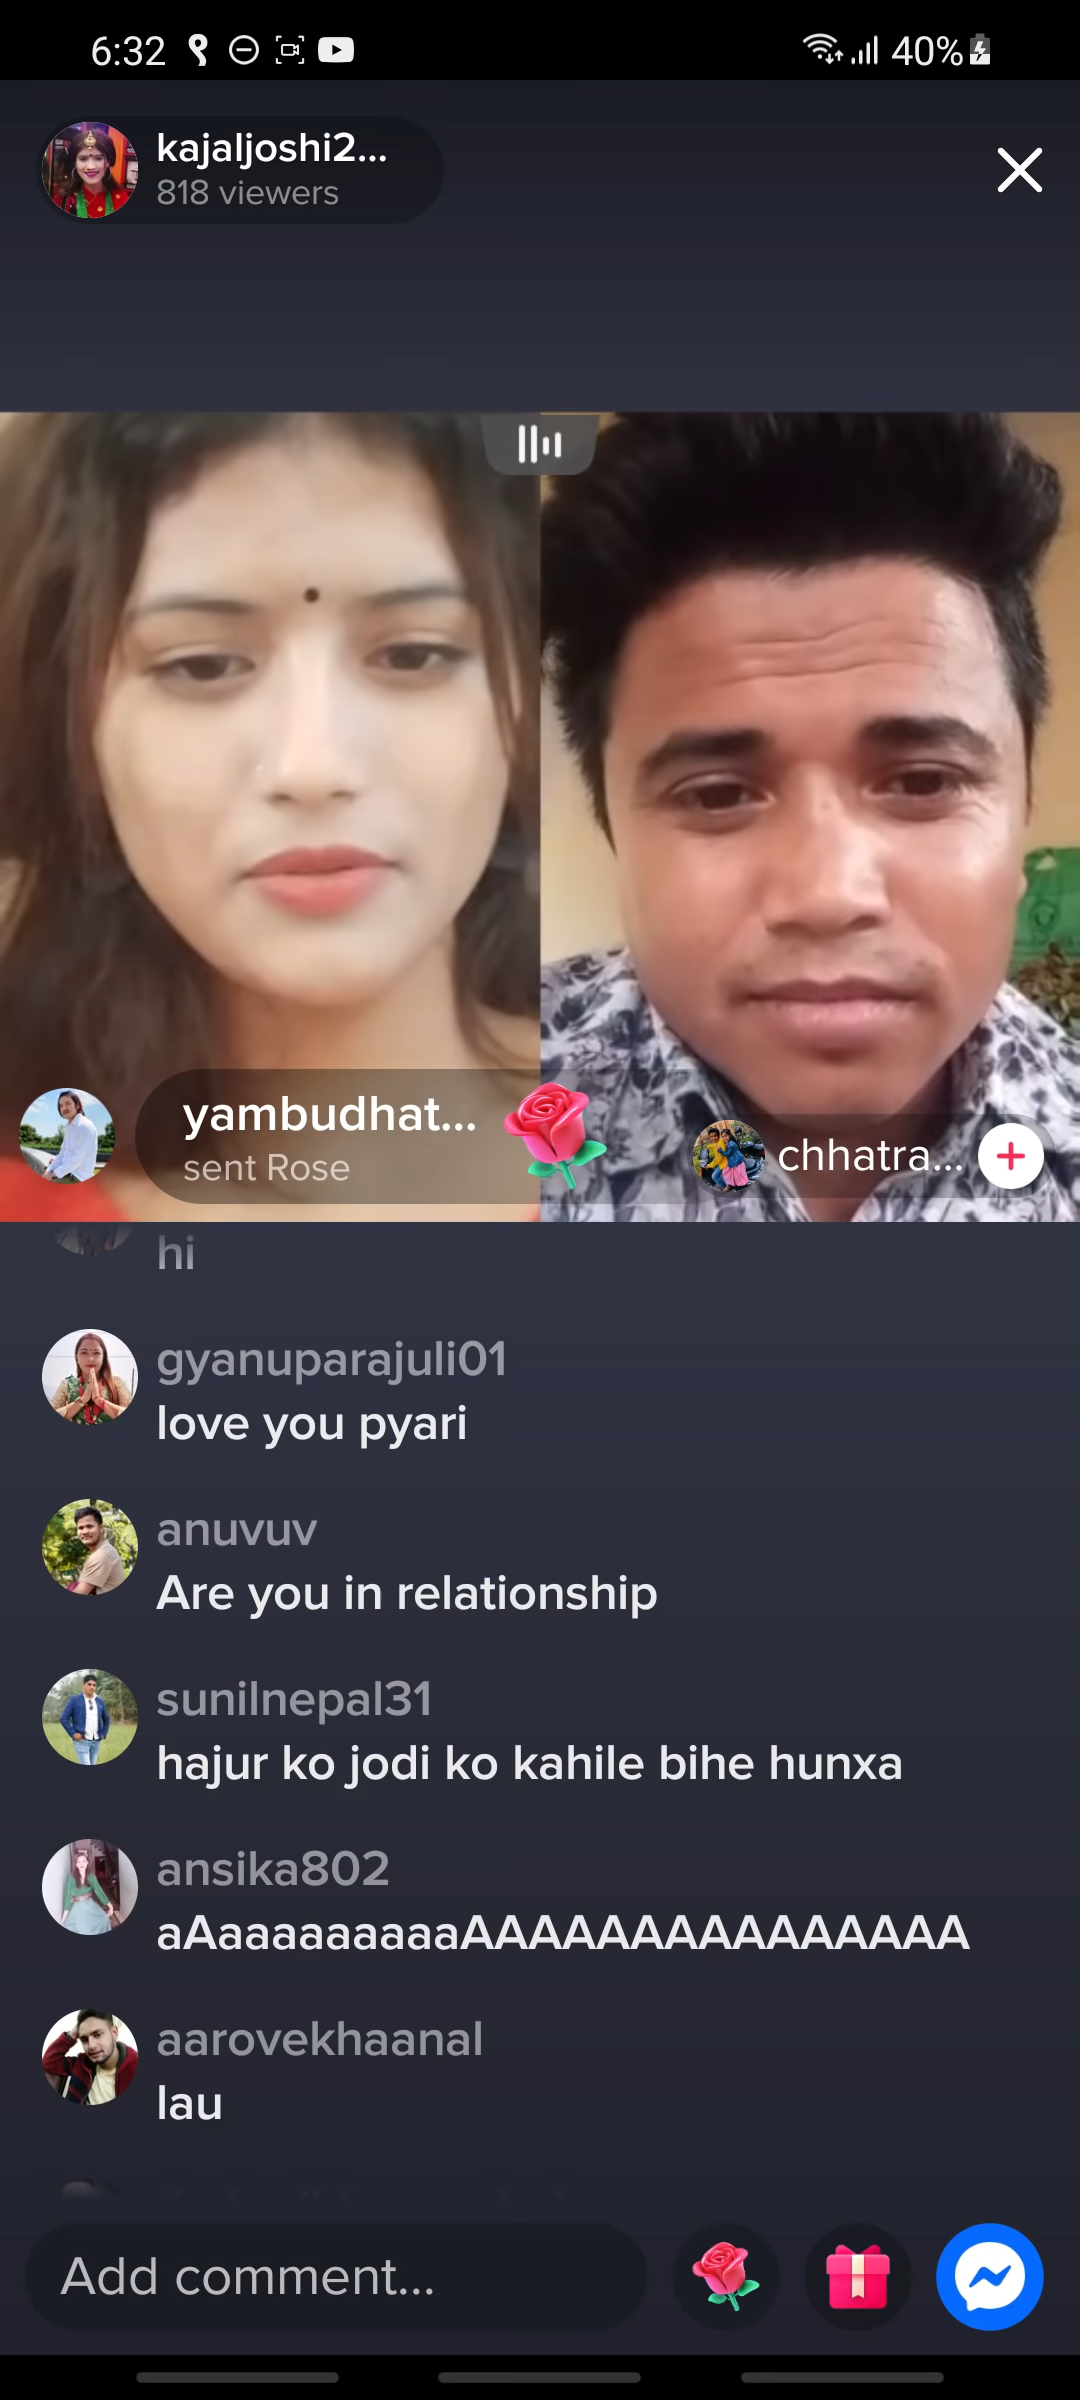 6:32
40%
kajaljoshi2...
818 viewers
yambudhat...
sent Rose
chhatra...
hi
gyanuparajuli01
love you pyari
anuvuv
Are you in relationship
sunilnepal31
hajur ko jodi ko kahile bihe hunxa
ansika802
aAaaaaaaaaaAAAAAAAAAAAAAAA
aarovekhaanal
lau
Add comment...